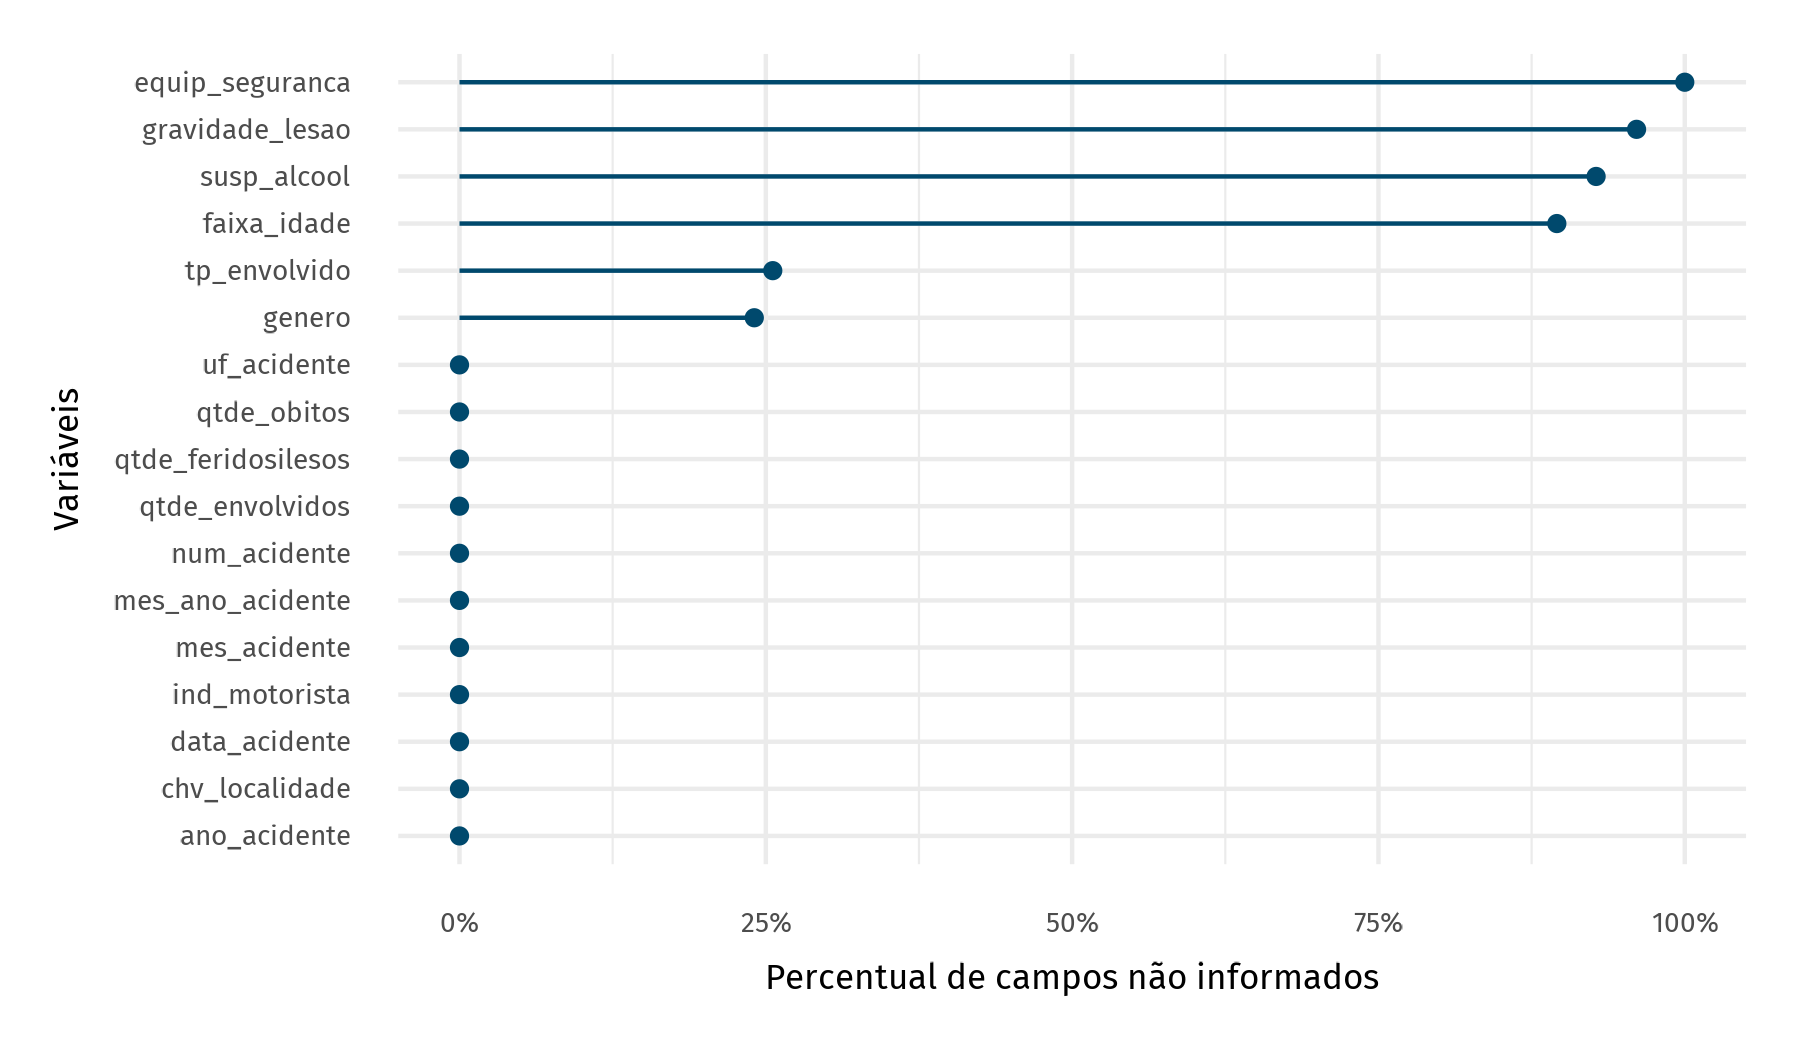 equip_seguranca
gravidade_lesao
susp_alcool
faixa_idade
tp_envolvido
genero
uf_acidente
qtde_obitos
qtde_feridosilesos
qtde_envolvidos
num_acidente
mes_ano_acidente
mes_acidente
ind_motorista
data_acidente
chv_localidade
ano_acidente
Variáveis
0% 25% 50% 75% 100%
Percentual de campos não informados